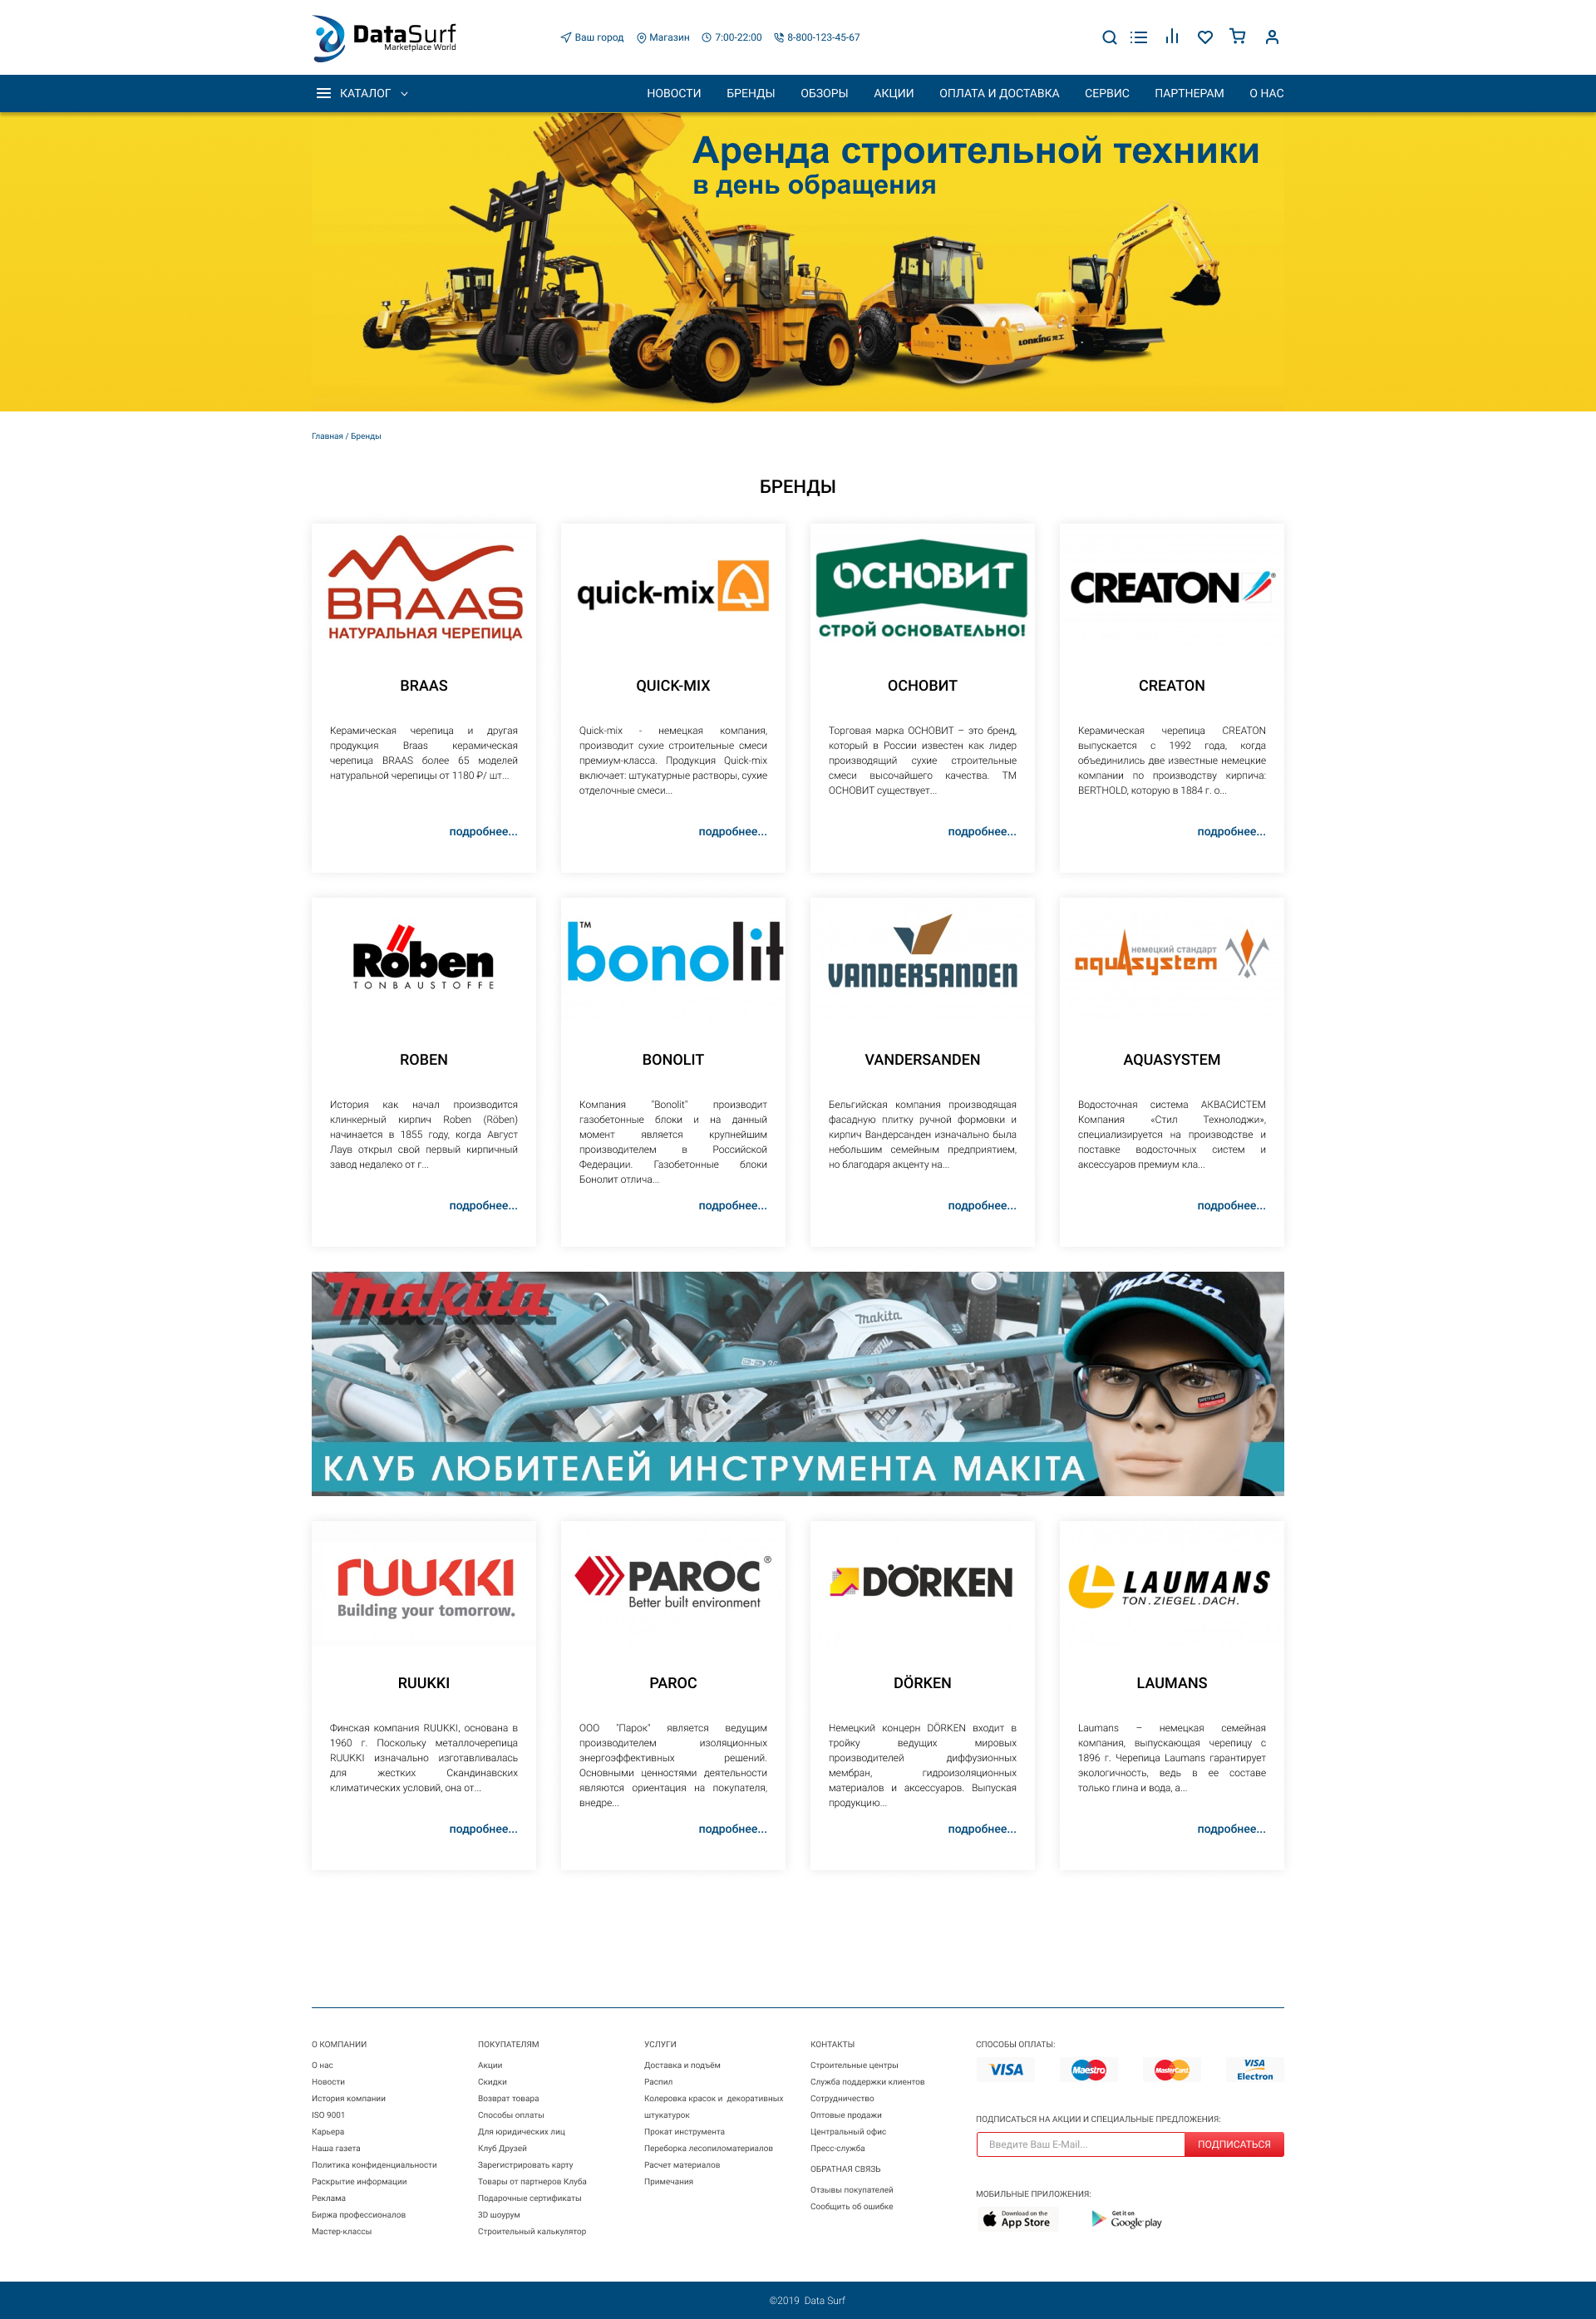 DataSurf
Marketplace World
Ваш город
Магазин
7:00-22:00
8-800-123-45-67
КАТАЛОГ
НОВОСТИ
БРЕНДЫ
ОБЗОРЫ
АКЦИИ
ОПЛАТА И ДОСТАВКА
СЕРВИС
ПАРТНЕРАМ
О НАС
Аренда строительной техники
в день обращения
LONKING
LONKING
LONKING
Главная / Бренды
БРЕНДЫ
BRAAS
НАТУРАЛЬНАЯ ЧЕРЕПИЦА
BRAAS
Керамическая черепица и другая
продукция Braas керамическая
черепица BRAAS более 65 моделей
натуральной черепицы от 1180 ₽/ шт...
подробнее...
quick-mix
QUICK-MIX
Quick-mix - немецкая компания,
производит сухие строительные смеси
премиум-класса. Продукция Quick-mix
включает: штукатурные растворы, сухие
отделочные смеси...
подробнее...
ОСНОВИТ
СТРОЙ ОСНОВАТЕЛЬНО!
ОСНОВИТ
Торговая марка ОСНОВИТ – это бренд,
который в России известен как лидер
производящий сухие строительные
смеси высочайшего качества. ТМ
ОСНОВИТ существует...
подробнее...
CREATON®
CREATON
Керамическая черепица CREATON
выпускается с 1992 года, когда
объединились две известные немецкие
компании по производству кирпича:
BERTHOLD, которую в 1884 г. о...
подробнее...
Röben
TONBAUSTOFFE
ROBEN
История как начал производится
клинкерный кирпич Roben (Röben)
начинается в 1855 году, когда Август
Лаув открыл свой первый кирпичный
завод недалеко от г...
подробнее...
TM
bonolit
BONOLIT
Компания "Bonolit" производит
газобетонные блоки и на данный
момент является крупнейшим
производителем в Российской
Федерации. Газобетонные блоки
Бонолит отлича...
подробнее...
VANDERSANDEN
VANDERSANDEN
Бельгийская компания производящая
фасадную плитку ручной формовки и
кирпич Вандерсанден изначально была
небольшим семейным предприятием,
но благодаря акценту на...
подробнее...
немецкий стандарт
aquasystem
AQUASYSTEM
Водосточная система АКВАСИСТЕМ
Компания «Стил Технолоджи»,
специализируется на производстве и
поставке водосточных систем и
аксессуаров премиум кла...
подробнее...
makita
makita
makita
КЛУБ ЛЮБИТЕЛЕЙ ИНСТРУМЕНТА MAKITA
ruukki
Building your tomorrow.
RUUKKI
Финская компания RUUKKI, основана в
1960 г. Поскольку металлочерепица
RUUKKI изначально изготавливалась
для жестких Скандинавских
климатических условий, она от...
подробнее...
PAROC®
Better built environment
PAROC
ООО "Парок" является ведущим
производителем изоляционных
энергоэффективных решений.
Основными ценностями деятельности
являются ориентация на покупателя,
внедре...
подробнее...
DÖRKEN
DÖRKEN
Немецкий концерн DÖRKEN входит в
тройку ведущих мировых
производителей диффузионных
мембран, гидроизоляционных
материалов и аксессуаров. Выпуская
продукцию...
подробнее...
LAUMANS
TON.ZIEGEL.DACH.
LAUMANS
Laumans – немецкая семейная
компания, выпускающая черепицу с
1896 г. Черепица Laumans гарантирует
экологичность, ведь в ее составе
только глина и вода, а...
подробнее...
О КОМПАНИИ
О нас
Новости
История компании
ISO 9001
Карьера
Наша газета
Политика конфиденциальности
Раскрытие информации
Реклама
Биржа профессионалов
Мастер-классы
ПОКУПАТЕЛЯМ
Акции
Скидки
Возврат товара
Способы оплаты
Для юридических лиц
Клуб Друзей
Зарегистрировать карту
Товары от партнеров Клуба
Подарочные сертификаты
3D шоурум
Строительный калькулятор
УСЛУГИ
Доставка и подъём
Распил
Колеровка красок и декоративных
штукатурок
Прокат инструмента
Переборка лесопиломатериалов
Расчет материалов
Примечания
КОНТАКТЫ
Строительные центры
Служба поддержки клиентов
Сотрудничество
Оптовые продажи
Центральный офис
Пресс-служба
ОБРАТНАЯ СВЯЗЬ
Отзывы покупателей
Сообщить об ошибке
СПОСОБЫ ОПЛАТЫ:
VISA
Maestro
MasterCard
VISA
Electron
ПОДПИСАТЬСЯ НА АКЦИИ И СПЕЦИАЛЬНЫЕ ПРЕДЛОЖЕНИЯ:
Введите Ваш E-Mail...
ПОДПИСАТЬСЯ
МОБИЛЬНЫЕ ПРИЛОЖЕНИЯ:
Download on the
App Store
Get it on
Google play
©2019 Data Surf